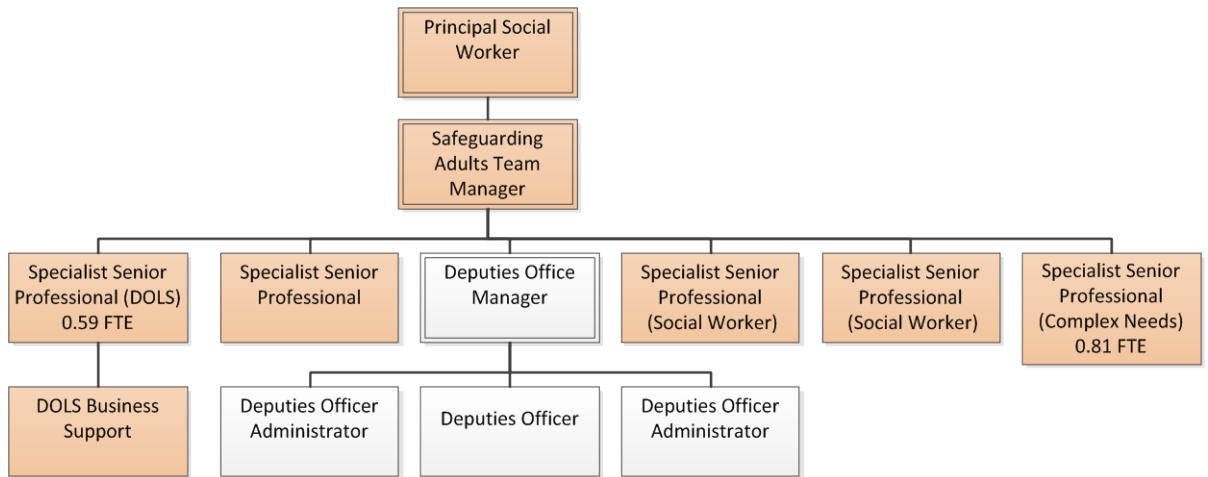 Principal Social
Worker
Safeguarding
Adults Team
Manager
Specialist Senior
Professional (DOLS)
0.59 FTE
Specialist Senior
Professional
Deputies Office
Manager
Specialist Senior
Professional
(Social Worker)
Specialist Senior
Professional
(Social Worker)
Specialist Senior
Professional
(Complex Needs)
0.81 FTE
DOLS Business
Support
Deputies Officer
Administrator
Deputies Officer
Deputies Officer
Administrator